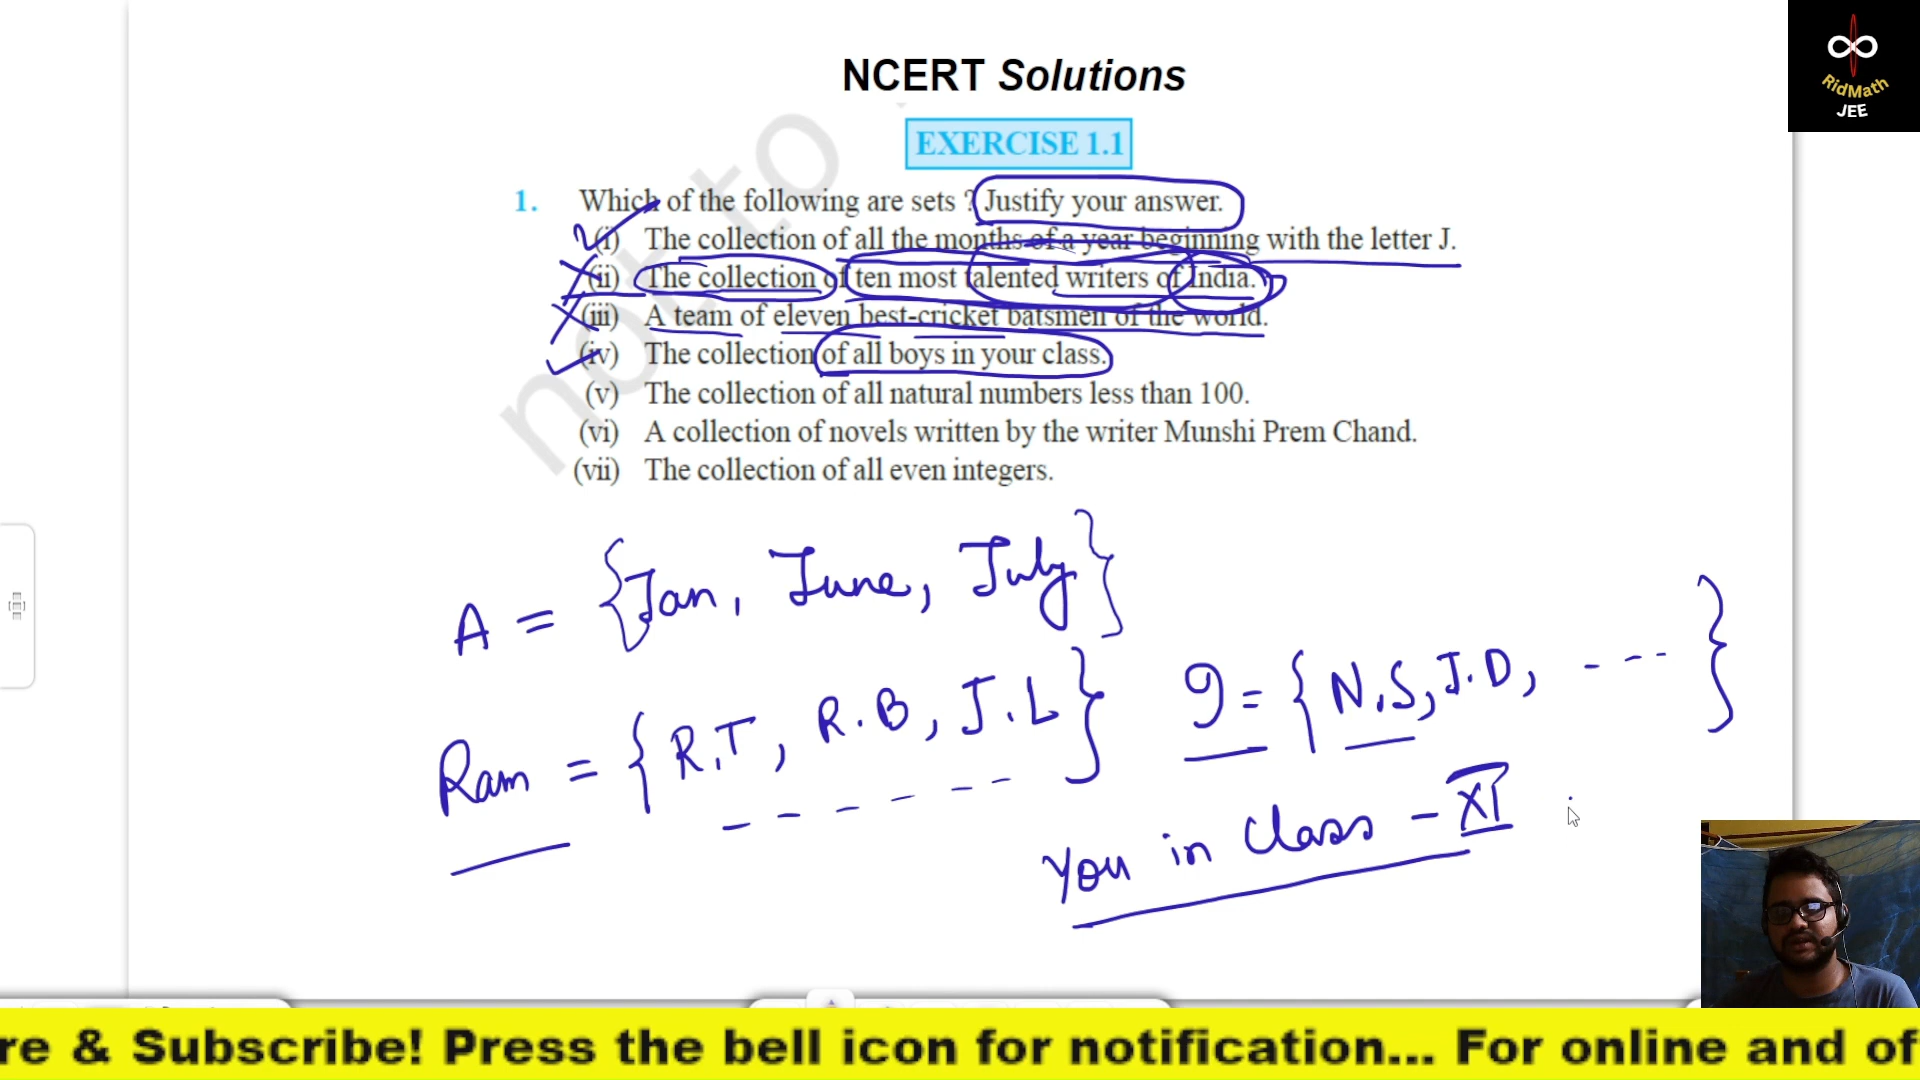 RidMath
JEE
NCERT Solutions
EXERCISE 1.1
1. Which of the following are sets ? Justify your answer.
(i) The collection of all the months of a year beginning with the letter J.
(ii) The collection of ten most talented writers of India.
(iii) A team of eleven best-cricket batsmen of the world.
(iv) The collection of all boys in your class.
(v) The collection of all natural numbers less than 100.
(vi) A collection of novels written by the writer Munshi Prem Chand.
(vii) The collection of all even integers.
not to
A = {Jan, June, July}
Ram = {R.T, R.B, J.L}
= {N.S, J.D, --- }
You in Class - XI
re & Subscribe! Press the bell icon for notification... For online and of